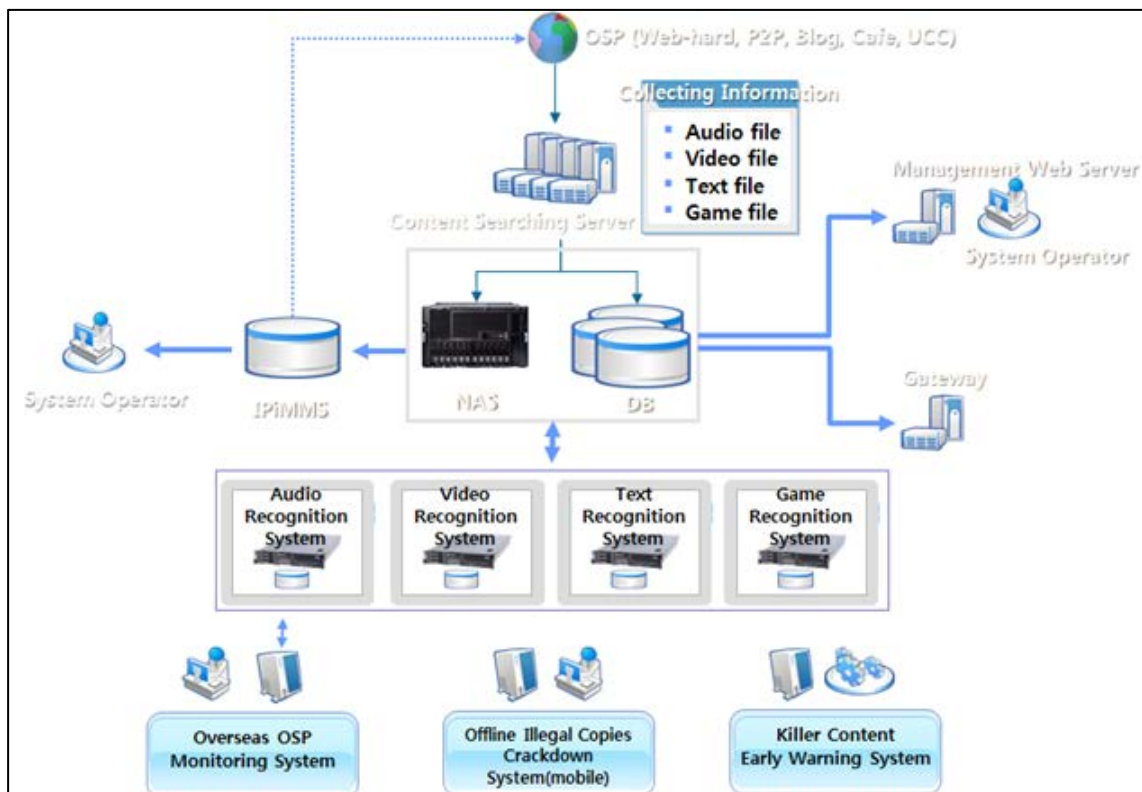 OSP (Web-hard, P2P, Blog, Cafe, UCC)
Collecting Information
Audio file
Video file
Text file
Game file
Content Searching Server
Management Web Server
System Operator
System Operator
IPiMMS
NAS
DB
Gateway
Audio
Recognition
System
Video
Recognition
System
Text
Recognition
System
Game
Recognition
System
Overseas OSP
Monitoring System
Offline Illegal Copies
Crackdown
System(mobile)
Killer Content
Early Warning System